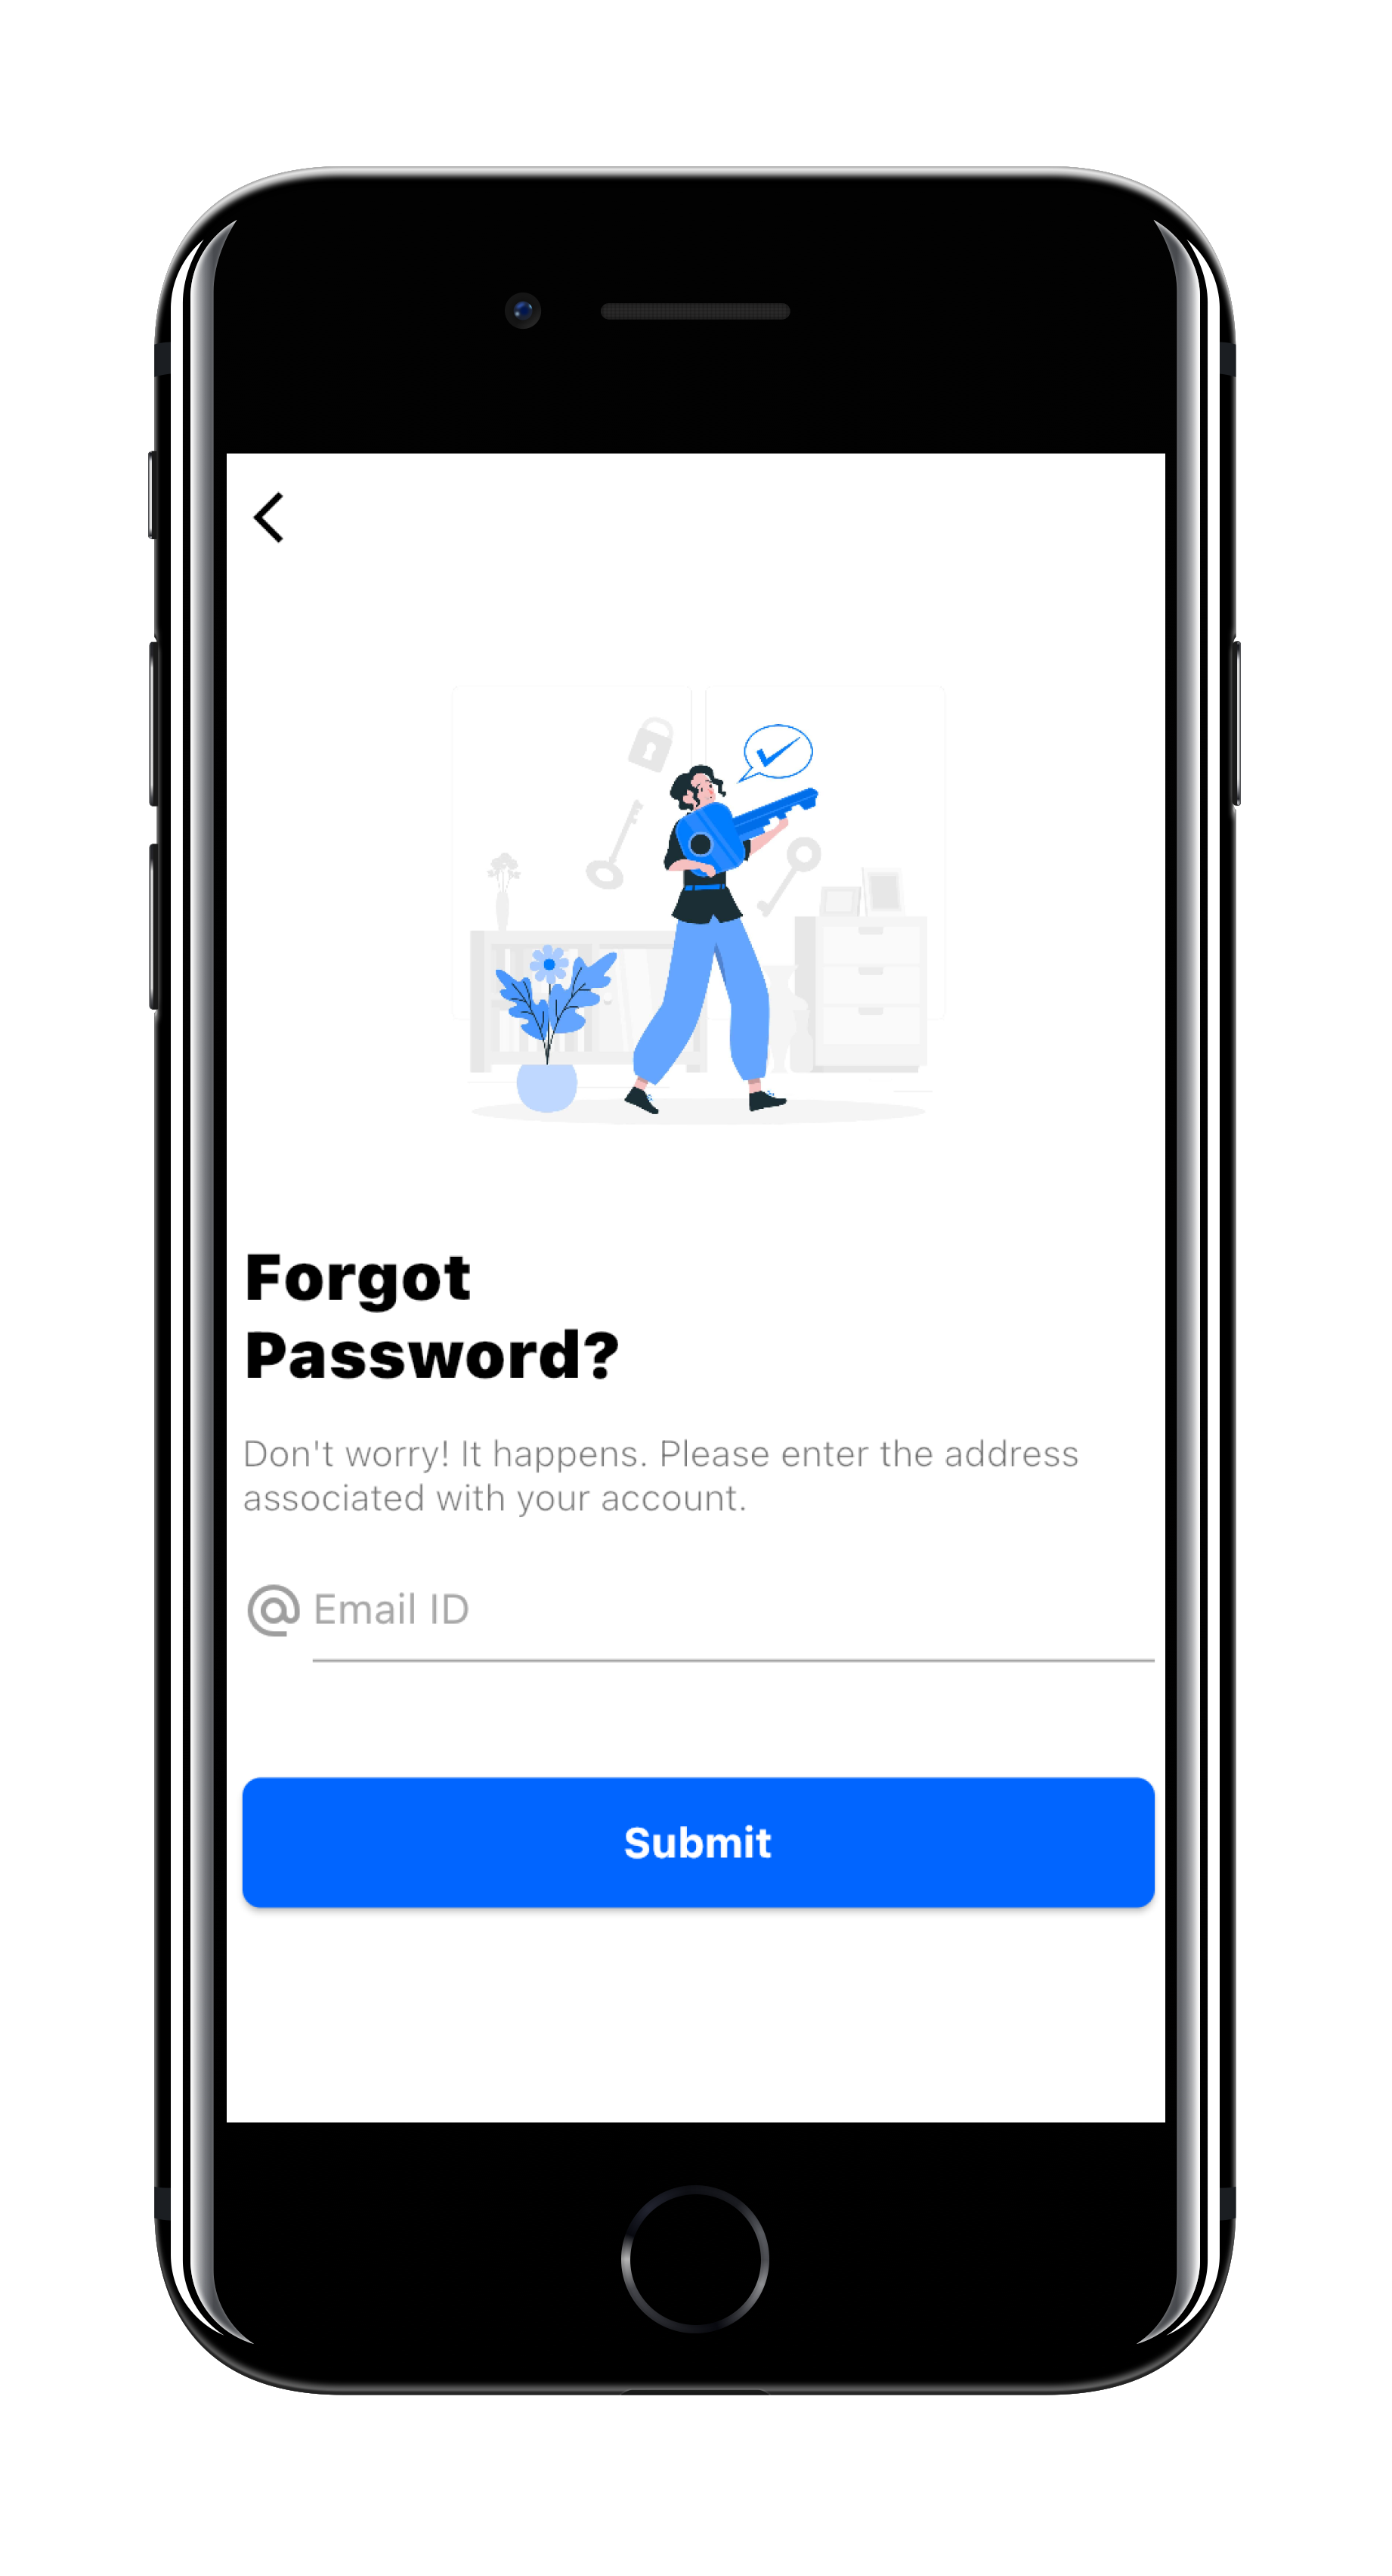 Forgot
Password?
Don't worry! It happens. Please enter the address
associated with your account.
@ Email ID
Submit